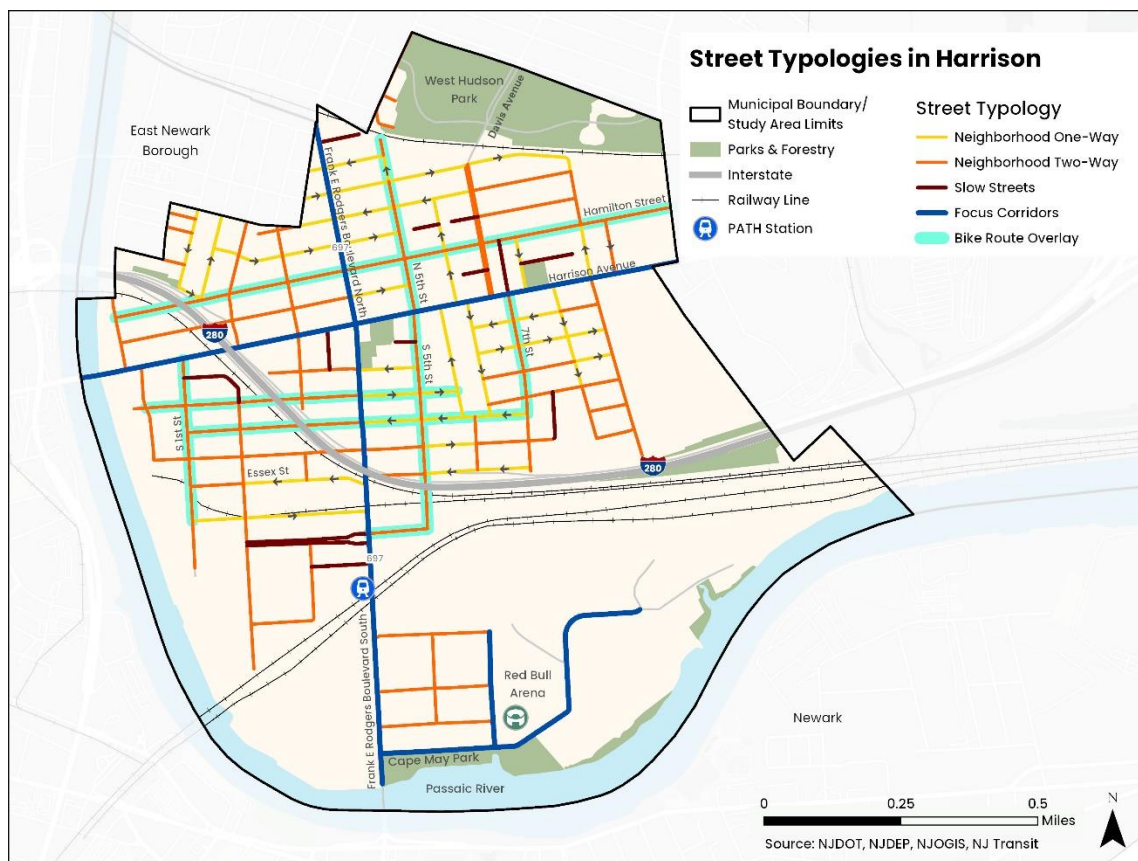 Street Typologies in Harrison
Municipal Boundary/
Study Area Limits
Parks & Forestry
Interstate
Railway Line
PATH Station
Street Typology
Neighborhood One-Way
Neighborhood Two-Way
Slow Streets
Focus Corridors
Bike Route Overlay
West Hudson
Park
Davis Avenue
East Newark
Borough
Frank E Rodgers Boulevard North
697
Hamilton Street
N 5th St
Harrison Avenue
280
7th St
S 5th St
S 1st St
Essex St
280
697
Frank E Rodgers Boulevard South
Red Bull
Arena
Newark
Cape May Park
Passaic River
0
0.25
0.5
Miles
N
Source: NJDOT, NJDEP, NJOGIS, NJ Transit